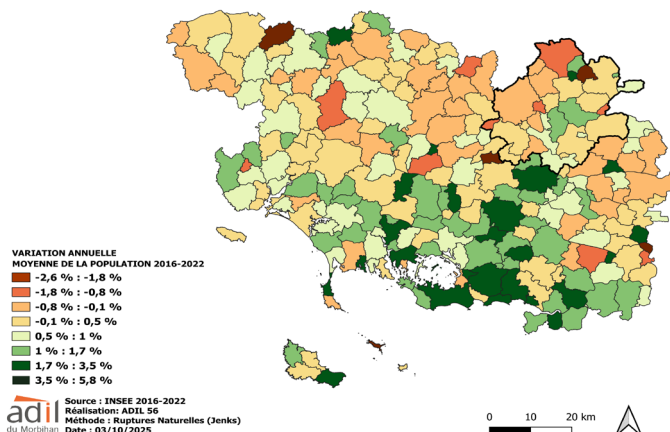 VARIATION ANNUELLE
MOYENNE DE LA POPULATION 2016-2022
-2,6 % : -1,8 %
-1,8 % : -0,8 %
-0,8 % : -0,1 %
-0,1 % : 0,5 %
0,5 % : 1 %
1 % : 1,7 %
1,7 % : 3,5 %
3,5 % : 5,8 %
adil
du Morbihan
Source : INSEE 2016-2022
Réalisation: ADIL 56
Méthode : Ruptures Naturelles (Jenks)
Date : 03/10/2025
0 10 20 km